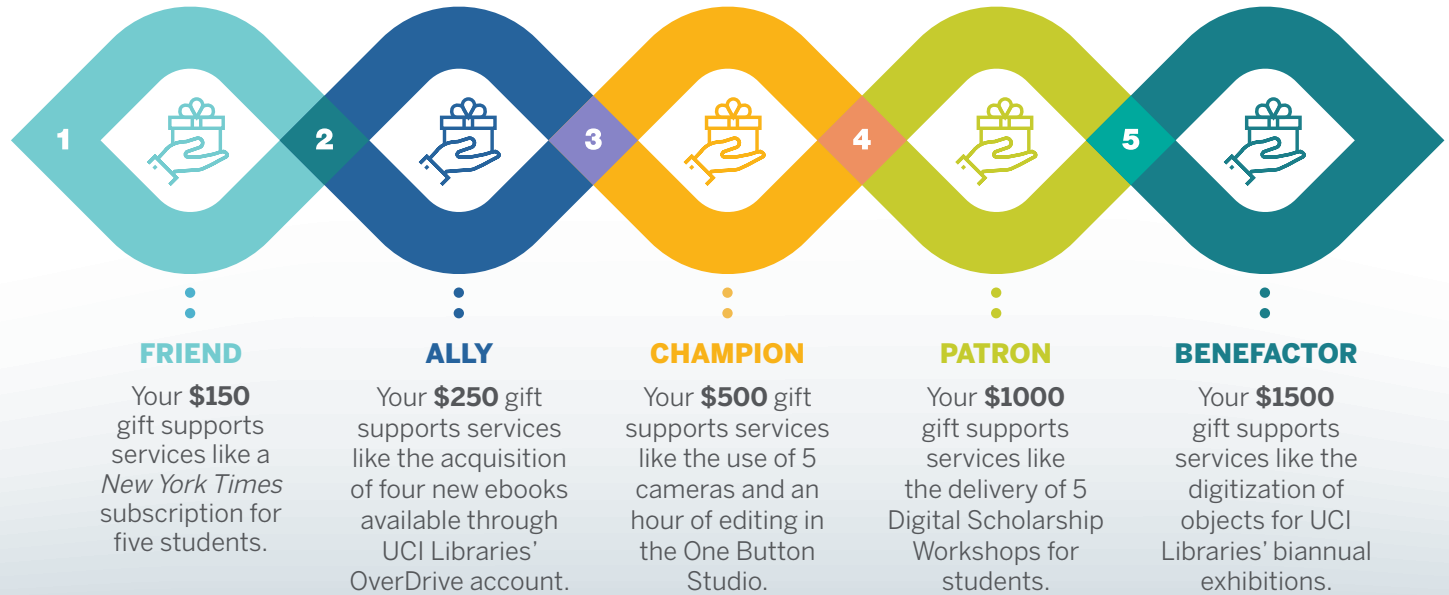 1
2
3
4
5
FRIEND
Your $150
gift supports
services like a
New York Times
subscription for
five students.
ALLY
Your $250 gift
supports services
like the acquisition
of four new ebooks
available through
UCI Libraries’
OverDrive account.
CHAMPION
Your $500 gift
supports services
like the use of 5
cameras and an
hour of editing in
the One Button
Studio.
PATRON
Your $1000
gift supports
services like
the delivery of 5
Digital Scholarship
Workshops for
students.
BENEFACTOR
Your $1500
gift supports
services like the
digitization of
objects for UCI
Libraries’ biannual
exhibitions.